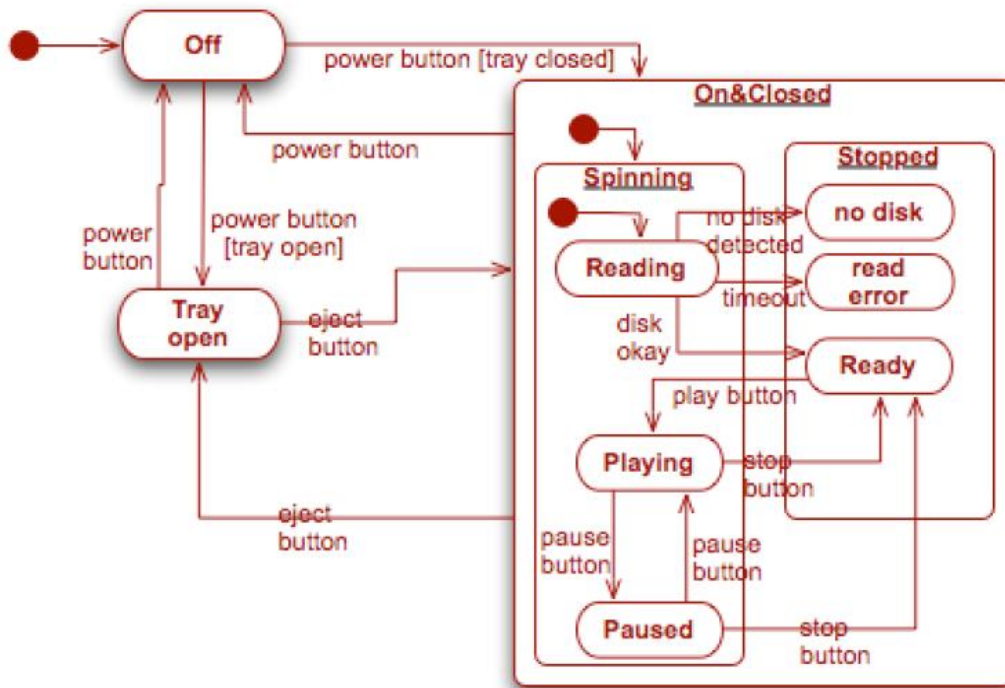 Off
power button [tray closed]
On&Closed
power button
Stopped
Spinning
no disk
detected
no disk
power
button
power button
[tray open]
Reading
read
error
timeout
Tray
open
eject
button
disk
okay
Ready
play button
Playing
stop
button
eject
button
pause
button
pause
button
Paused
stop
button